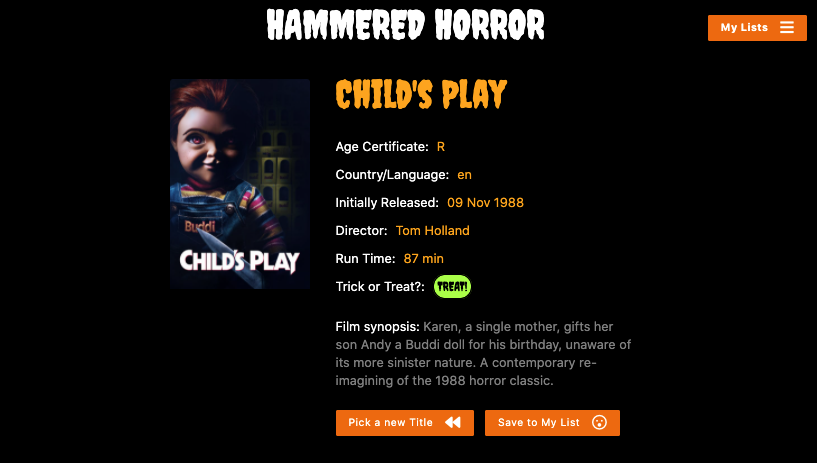 HAMMERED HORROR
My Lists
CHILD'S PLAY
Age Certificate: R
Country/Language: en
Initially Released: 09 Nov 1988
Director: Tom Holland
Run Time: 87 min
Trick or Treat?: TREAT!
Buddi
CHILD'S PLAY
Film synopsis: Karen, a single mother, gifts her
son Andy a Buddi doll for his birthday, unaware of
its more sinister nature. A contemporary re-
imagining of the 1988 horror classic.
Pick a new Title
Save to My List